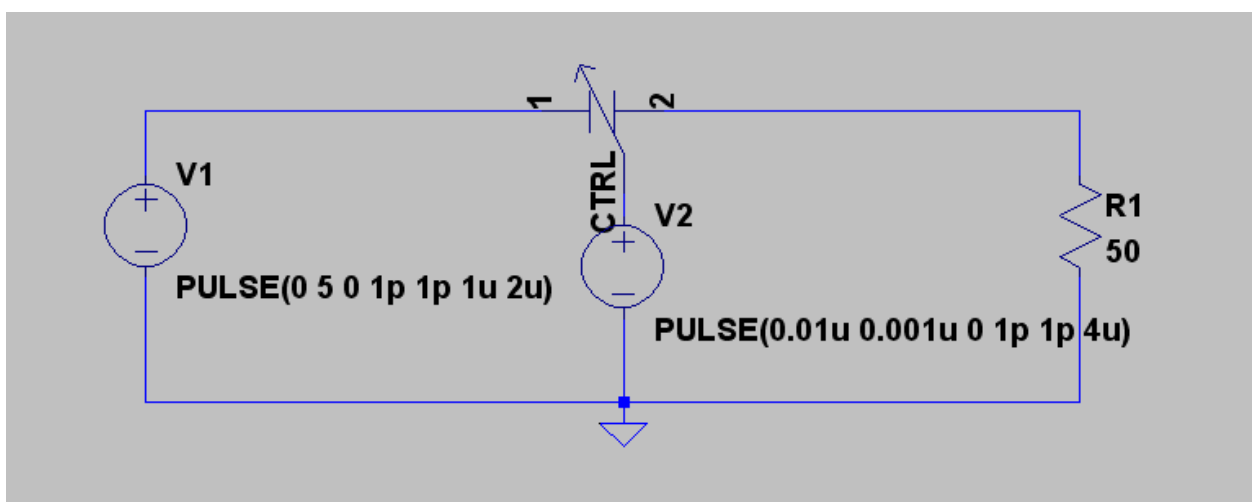 1
2
V1
CTRL
V2
R1
50
PULSE(0 5 0 1p 1p 1u 2u)
PULSE(0.01u 0.001u 0 1p 1p 4u)